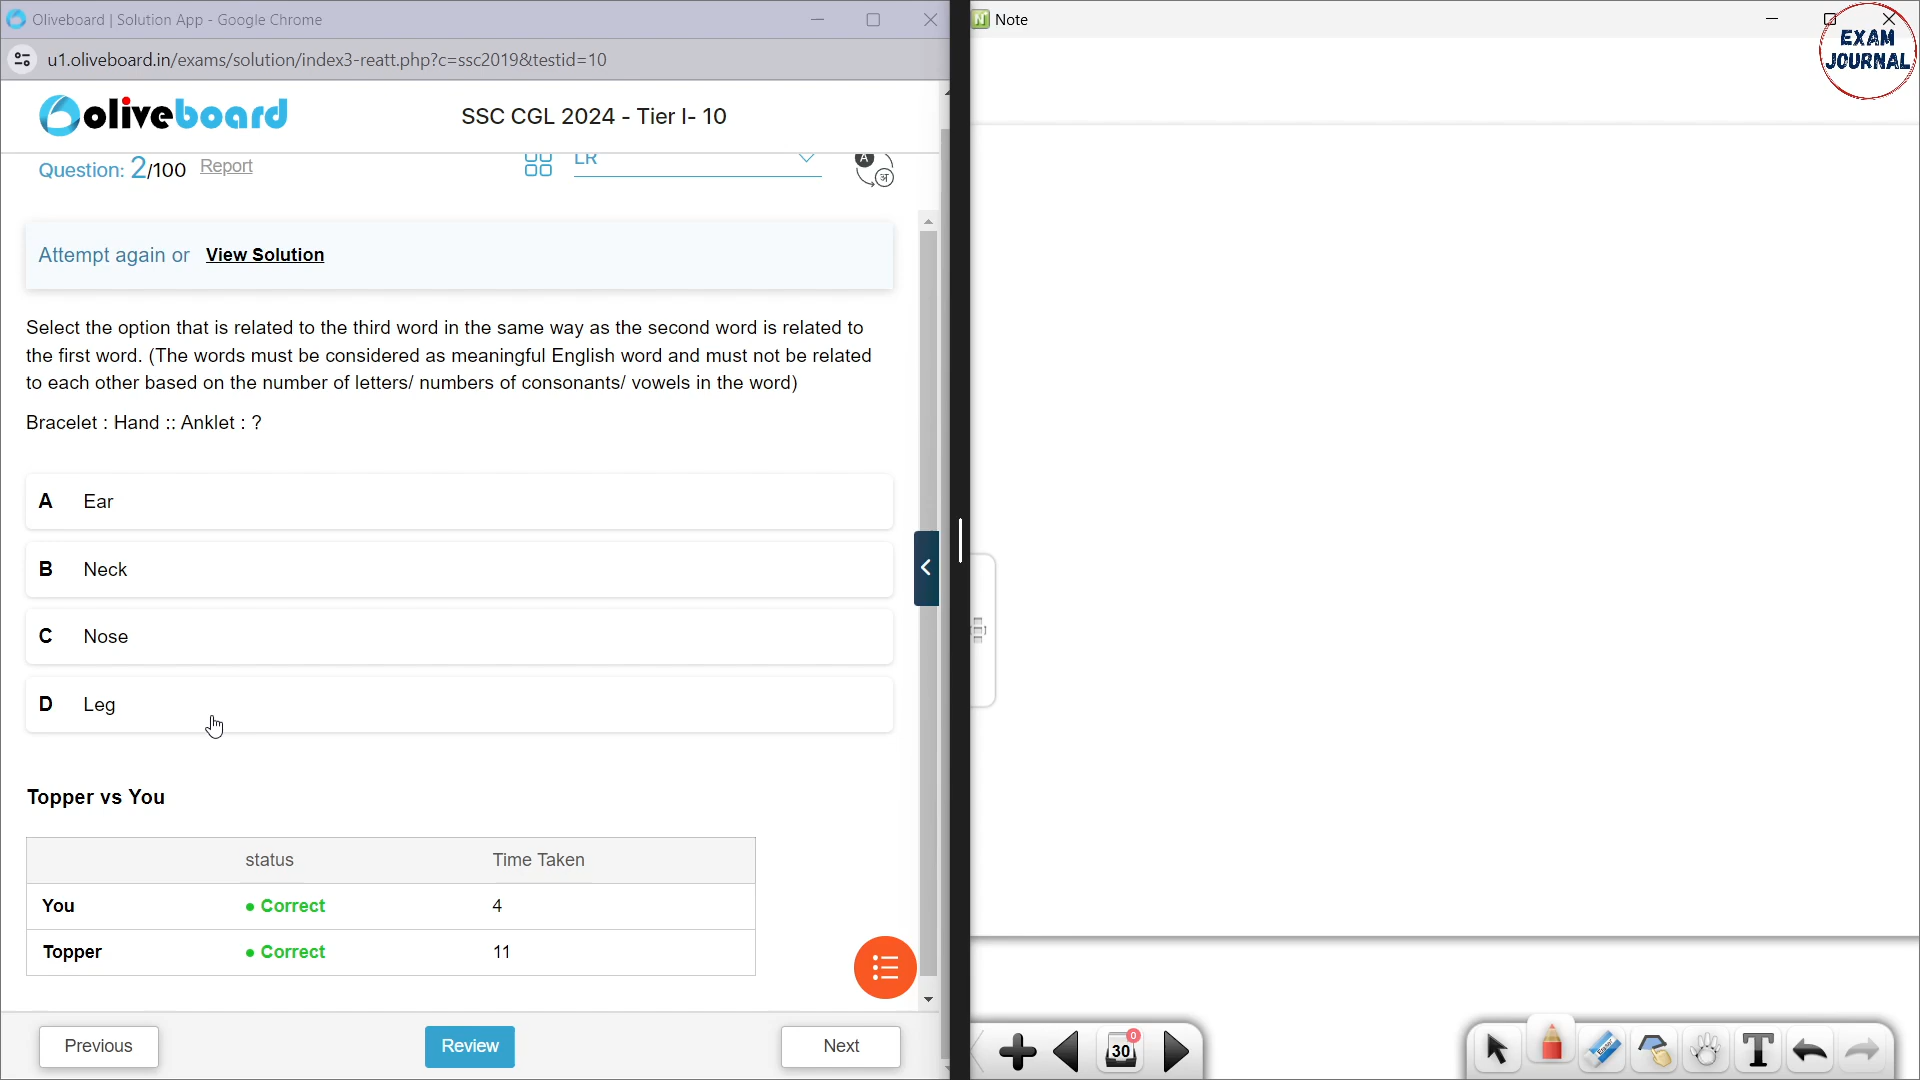 Oliveboard | Solution App - Google Chrome
u1.oliveboard.in/exams/solution/index3-reatt.php?c=ssc2019&testid=10
oliveboard
SSC CGL 2024 - Tier I- 10
Question: 2/100 Report
LR
A
अ
Attempt again or View Solution
Select the option that is related to the third word in the same way as the second word is related to
the first word. (The words must be considered as meaningful English word and must not be related
to each other based on the number of letters/ numbers of consonants/ vowels in the word)
Bracelet : Hand :: Anklet : ?
A Ear
B Neck
C Nose
D Leg
Topper vs You
status Time Taken
You • Correct 4
Topper • Correct 11
Previous
Review
Next
N Note
EXAM
JOURNAL
30
0
T